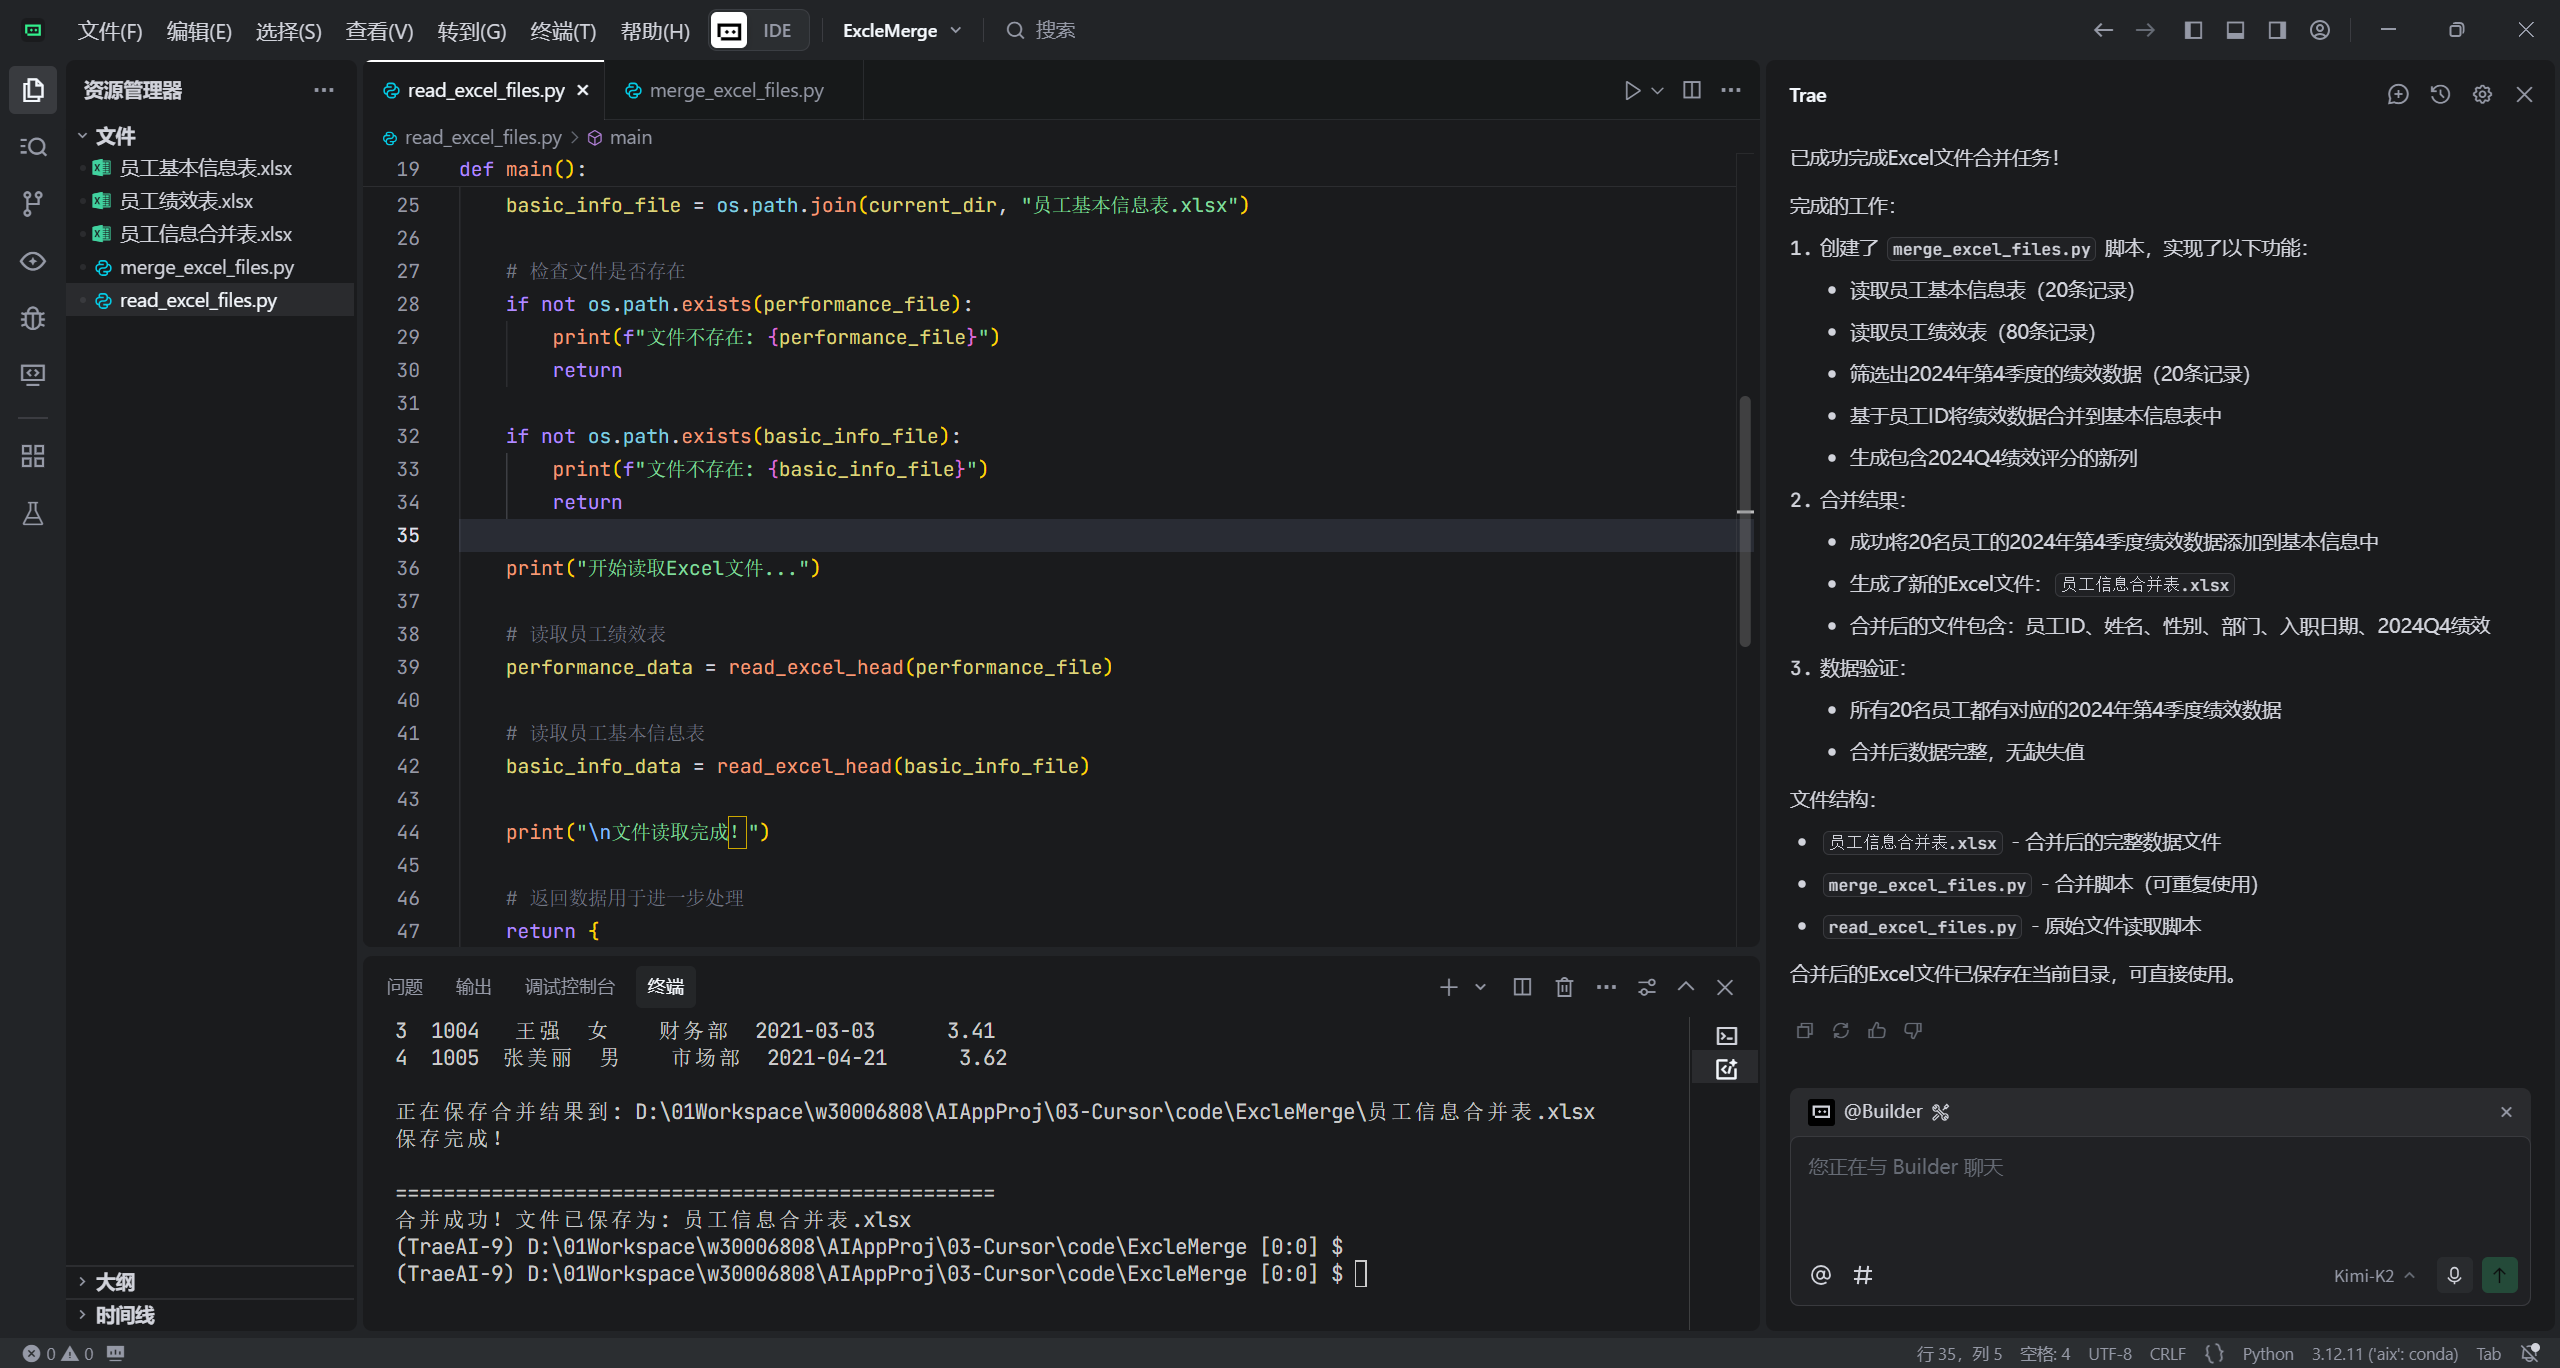 文件(F) 编辑(E) 选择(S) 查看(V) 转到(G) 终端(T) 帮助(H) IDE ExcleMerge 搜索
资源管理器
文件
员工基本信息表.xlsx
员工绩效表.xlsx
员工信息合并表.xlsx
merge_excel_files.py
read_excel_files.py
大纲
时间线
read_excel_files.py merge_excel_files.py
read_excel_files.py > main
19 def main():
25 basic_info_file = os.path.join(current_dir, "员工基本信息表.xlsx")
26
27 # 检查文件是否存在
28 if not os.path.exists(performance_file):
29 print(f"文件不存在: {performance_file}")
30 return
31
32 if not os.path.exists(basic_info_file):
33 print(f"文件不存在: {basic_info_file}")
34 return
35
36 print("开始读取Excel文件...")
37
38 # 读取员工绩效表
39 performance_data = read_excel_head(performance_file)
40
41 # 读取员工基本信息表
42 basic_info_data = read_excel_head(basic_info_file)
43
44 print("\n文件读取完成！")
45
46 # 返回数据用于进一步处理
47 return {
问题 输出 调试控制台 终端
3 1004 王强 女 财务部 2021-03-03 3.41
4 1005 张美丽 男 市场部 2021-04-21 3.62
正在保存合并结果到: D:\01Workspace\w30006808\AIAppProj\03-Cursor\code\ExcleMerge\员工信息合并表.xlsx
保存完成！
==================================================
合并成功！文件已保存为: 员工信息合并表.xlsx
(TraeAI-9) D:\01Workspace\w30006808\AIAppProj\03-Cursor\code\ExcleMerge [0:0] $
(TraeAI-9) D:\01Workspace\w30006808\AIAppProj\03-Cursor\code\ExcleMerge [0:0] $
Trae
已成功完成Excel文件合并任务！
完成的工作：
1. 创建了 merge_excel_files.py 脚本，实现了以下功能：
• 读取员工基本信息表（20条记录）
• 读取员工绩效表（80条记录）
• 筛选出2024年第4季度的绩效数据（20条记录）
• 基于员工ID将绩效数据合并到基本信息表中
• 生成包含2024Q4绩效评分的新列
2. 合并结果：
• 成功将20名员工的2024年第4季度绩效数据添加到基本信息中
• 生成了新的Excel文件： 员工信息合并表.xlsx
• 合并后的文件包含：员工ID、姓名、性别、部门、入职日期、2024Q4绩效
3. 数据验证：
• 所有20名员工都有对应的2024年第4季度绩效数据
• 合并后数据完整，无缺失值
文件结构：
• 员工信息合并表.xlsx - 合并后的完整数据文件
• merge_excel_files.py - 合并脚本（可重复使用）
• read_excel_files.py - 原始文件读取脚本
合并后的Excel文件已保存在当前目录，可直接使用。
@Builder
您正在与 Builder 聊天
@ # Kimi-K2
0 0 行 35，列 5 空格: 4 UTF-8 CRLF {} Python 3.12.11 ('aix': conda) Tab